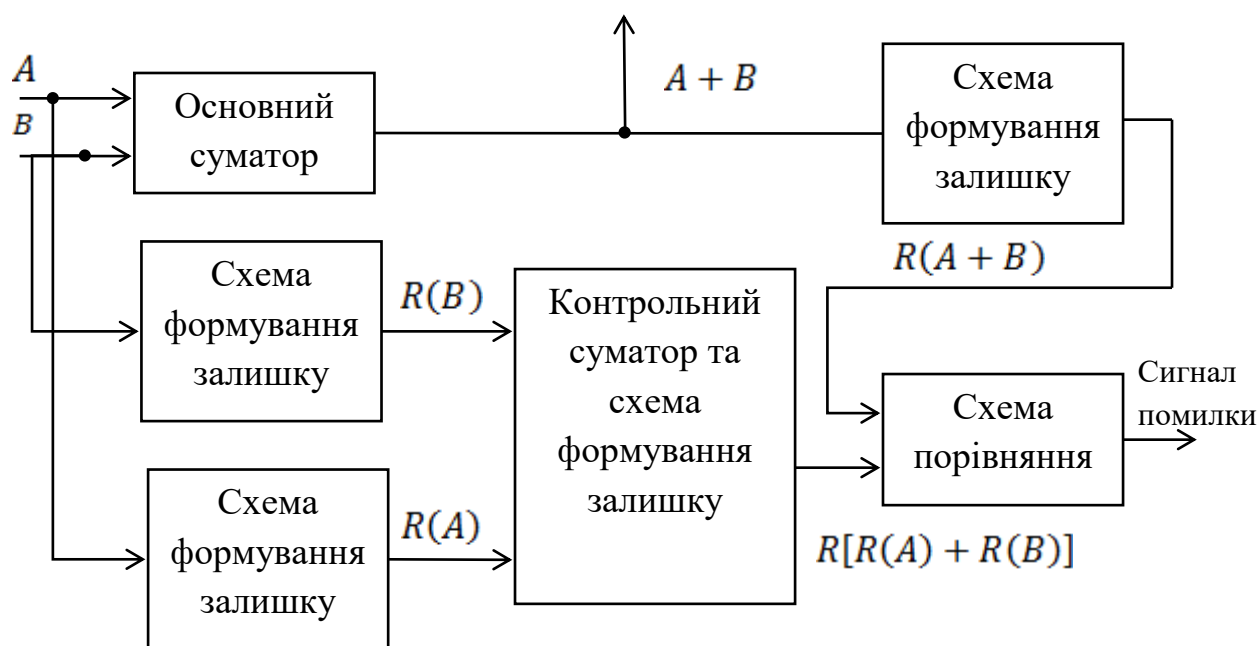 A
B
Основний
суматор
A + B
Схема
формування
залишку
R(A + B)
Схема
формування
залишку
R(B)
Контрольний
суматор та
схема
формування
залишку
Схема
порівняння
Сигнал
помилки
Схема
формування
залишку
R(A)
R[R(A) + R(B)]